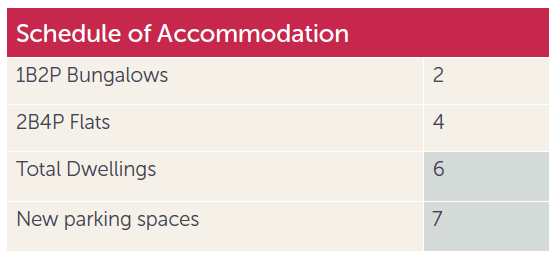 Schedule of Accommodation
1B2P Bungalows 2
2B4P Flats 4
Total Dwellings 6
New parking spaces 7